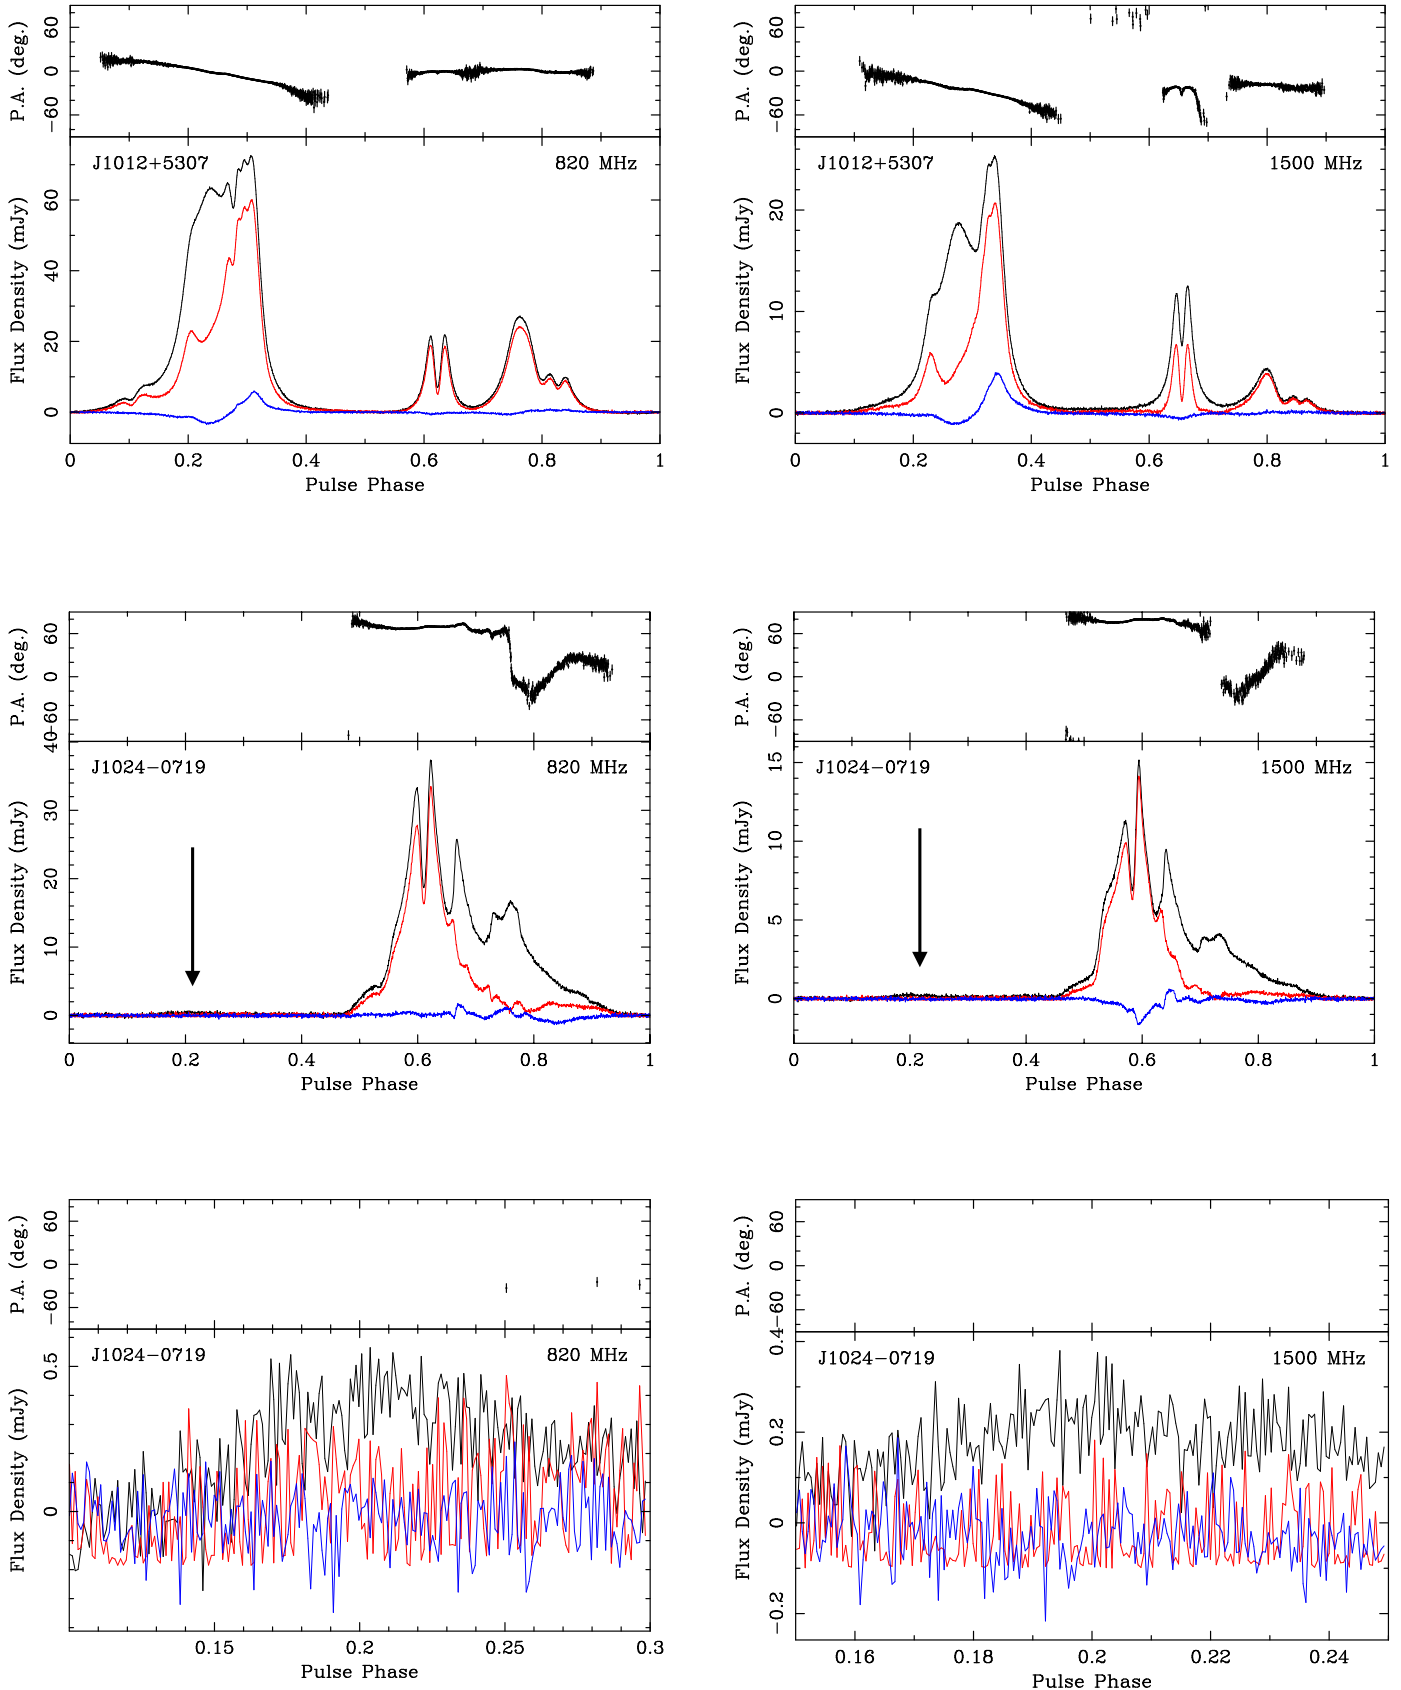 P.A. (deg.)
60
0
−60
J1012+5307
820 MHz
Flux Density (mJy)
60
40
20
0
0
0.2
0.4
0.6
0.8
1
Pulse Phase
P.A. (deg.)
60
0
−60
J1012+5307
1500 MHz
Flux Density (mJy)
20
10
0
0
0.2
0.4
0.6
0.8
1
Pulse Phase
P.A. (deg.)
60
0
−60
J1024−0719
820 MHz
Flux Density (mJy)
40
30
20
10
0
0
0.2
0.4
0.6
0.8
1
Pulse Phase
P.A. (deg.)
60
0
−60
J1024−0719
1500 MHz
Flux Density (mJy)
15
10
5
0
0
0.2
0.4
0.6
0.8
1
Pulse Phase
P.A. (deg.)
60
0
−60
J1024−0719
820 MHz
Flux Density (mJy)
0.5
0
0.15
0.2
0.25
0.3
Pulse Phase
P.A. (deg.)
60
0
−60
J1024−0719
1500 MHz
Flux Density (mJy)
0.4
0.2
0
−0.2
0.16
0.18
0.2
0.22
0.24
Pulse Phase